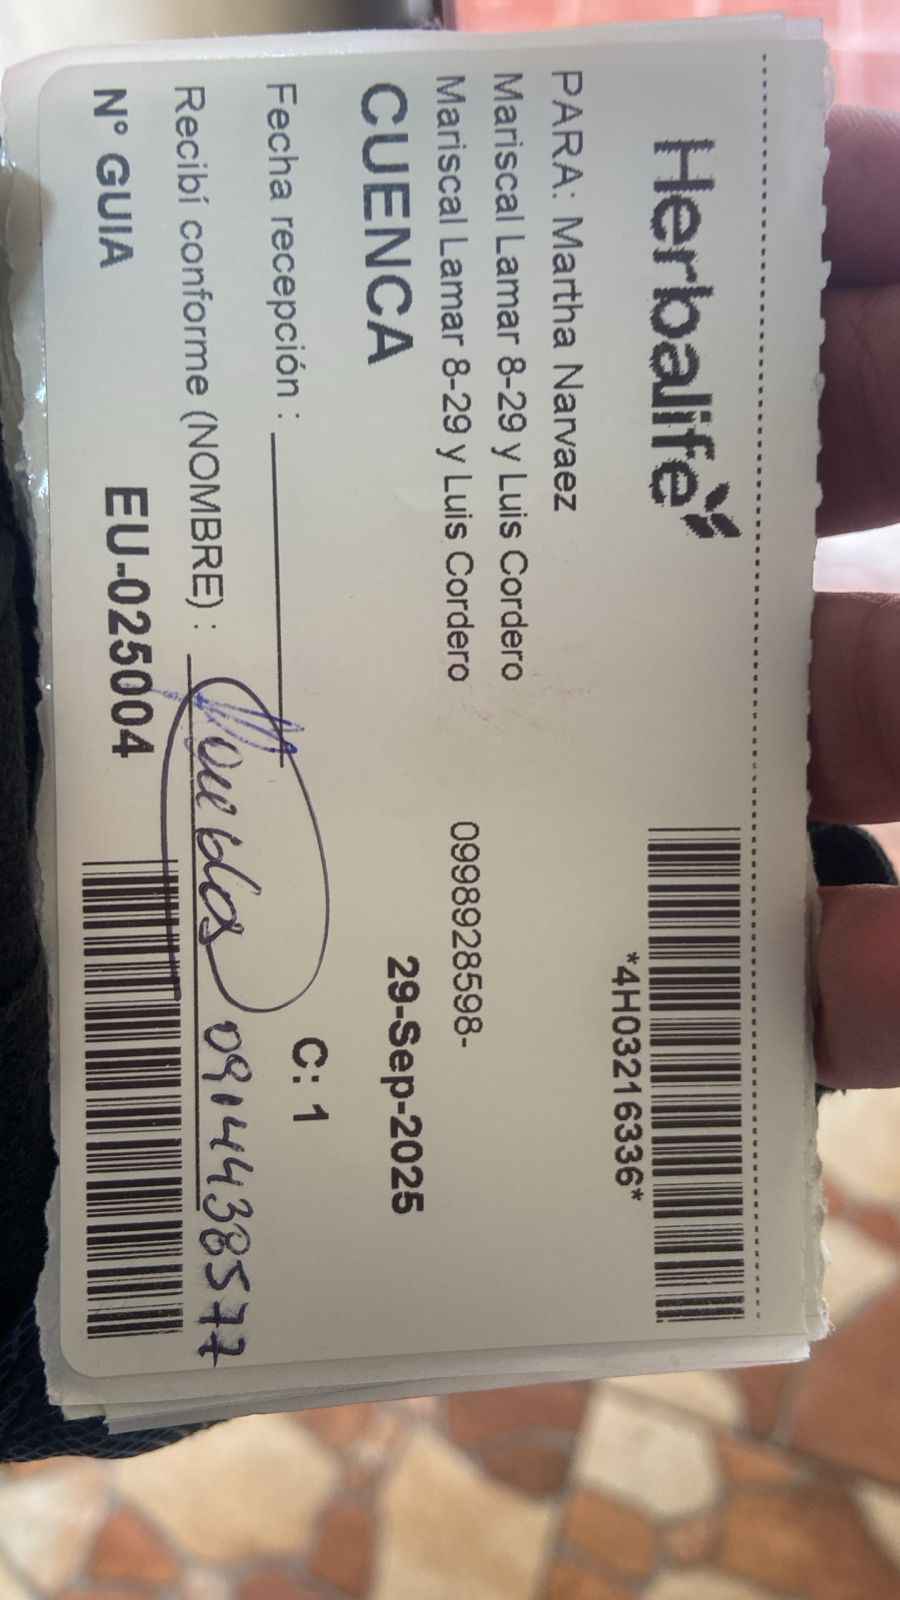 Herbalife
*4H03216336*
PARA: Martha Narvaez
Mariscal Lamar 8-29 y Luis Cordero
Mariscal Lamar 8-29 y Luis Cordero 0998928598-
CUENCA 29-Sep-2025
Fecha recepción : C: 1
Recibí conforme (NOMBRE) : 0914438577
N° GUIA EU-025004